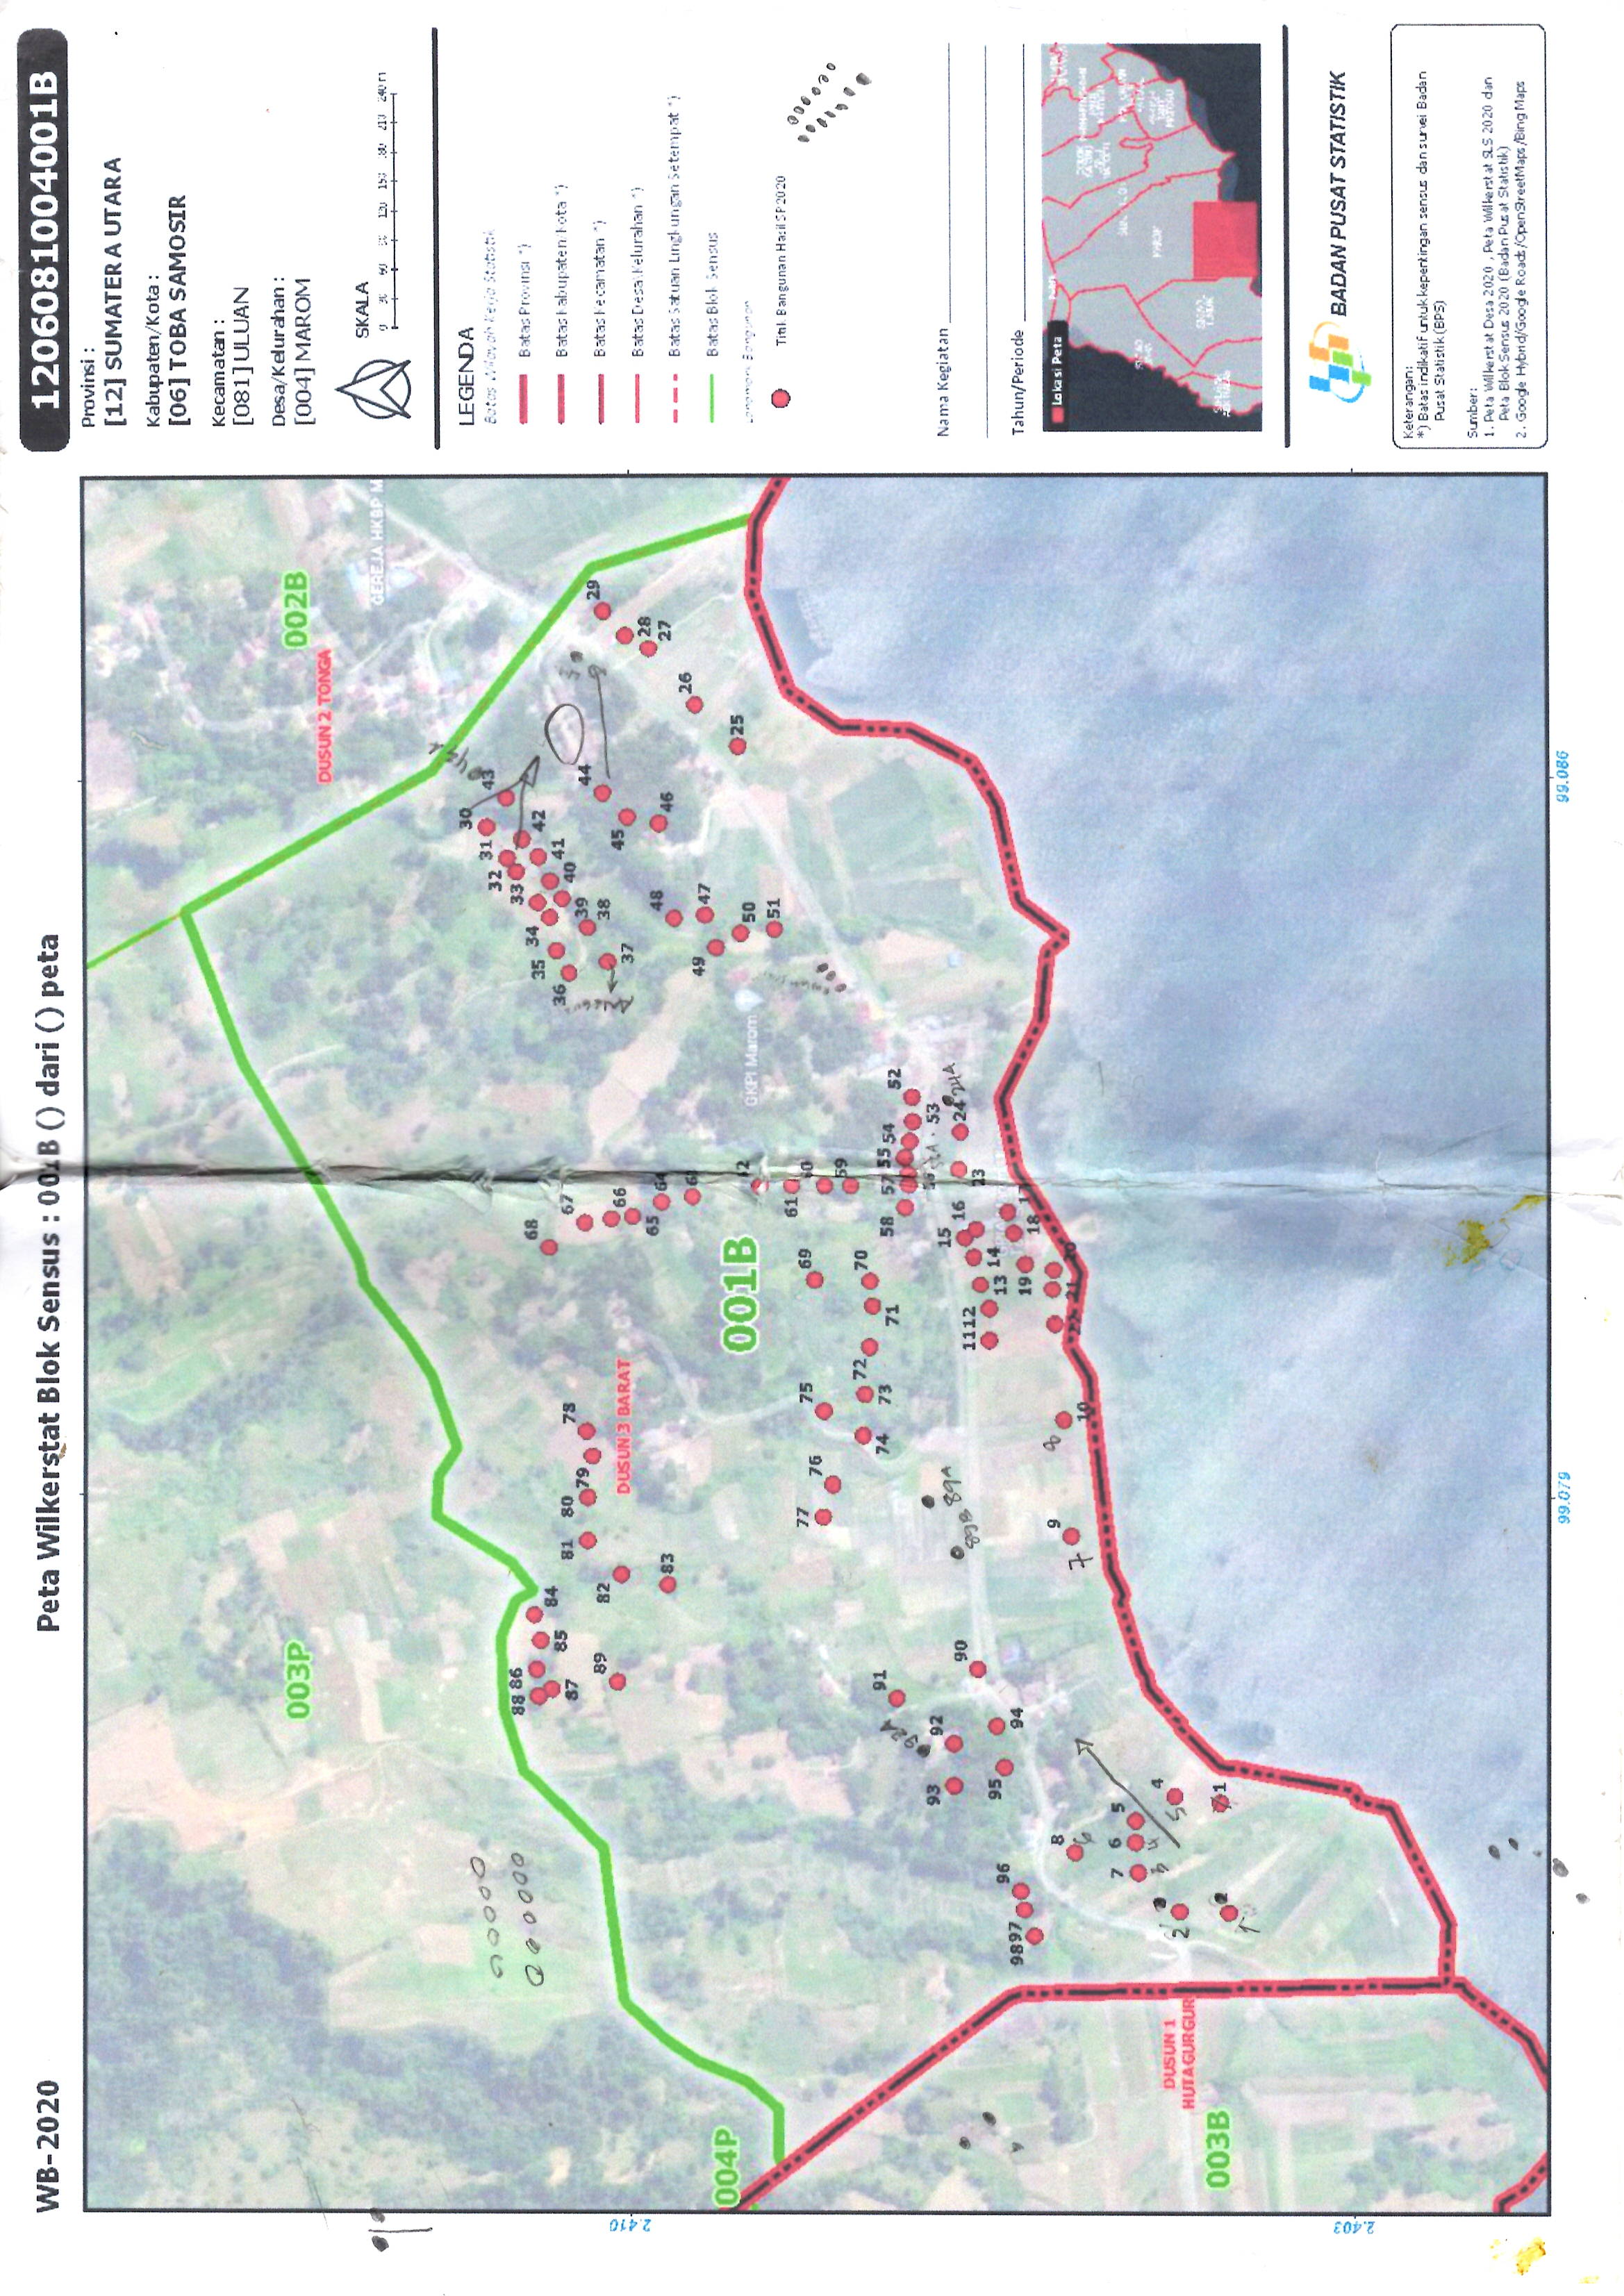 WB-2020
Peta Wilkerstat Blok Sensus : 001B () dari () peta
1206081004001B
Provinsi :
[12] SUMATERA UTARA
Kabupaten/Kota :
[06] TOBA SAMOSIR
Kecamatan :
[081] ULUAN
Desa/Kelurahan :
[004] MAROM
SKALA
0 30 60 90 120 150 180 210 240 m
LEGENDA
Batas Wilayah Kerja Statistik
Batas Provinsi *)
Batas Kabupaten/Kota *)
Batas Kecamatan *)
Batas Desa\Kelurahan *)
Batas Satuan Lingkungan Setempat *)
Batas Blok Sensus
Landmark Bangunan
Titik Bangunan Hasil SP2020
Nama Kegiatan
Tahun/Periode
Lokasi Peta
MAROM
BADAN PUSAT STATISTIK
Keterangan:
*) Batas indikatif untuk kepentingan sensus dan survei Badan
Pusat Statistik (BPS)
Sumber:
1. Peta Wilkerstat Desa 2020 , Peta Wilkerstat SLS 2020 dan
Peta Blok Sensus 2020 (Badan Pusat Statistik)
2. Google Hybrid/Google Roads/OpenStreetMaps/Bing Maps
003P
002B
DUSUN 2 TONGA
GEREJA HKBP M
30
31 43
32
33
34
35
36
42
41
40
39
38
37
44
45
46
29
28
27
26
25
48
47
49
50
51
88 86
87
85
84
89
81 80 79 78
82
83
DUSUN 3 BARAT
68
67
66
65
64
004P
001B
GKPI Marom
61
60
59
77
76
75
69
74
73
72
71
70
58 57 55 54 52
56
53
91
92A
93
92
90
89B 89A
15
16
24 24A
23
11 12
13 14
95
94
96
98 97
19
18
17
8
6
9
7
8
10
22 21 20
7 6 5
3 4
5 4
2
DUSUN 1
HUTAGURGUR
003B
2
1
1
2.410
2.403
99.079
99.086